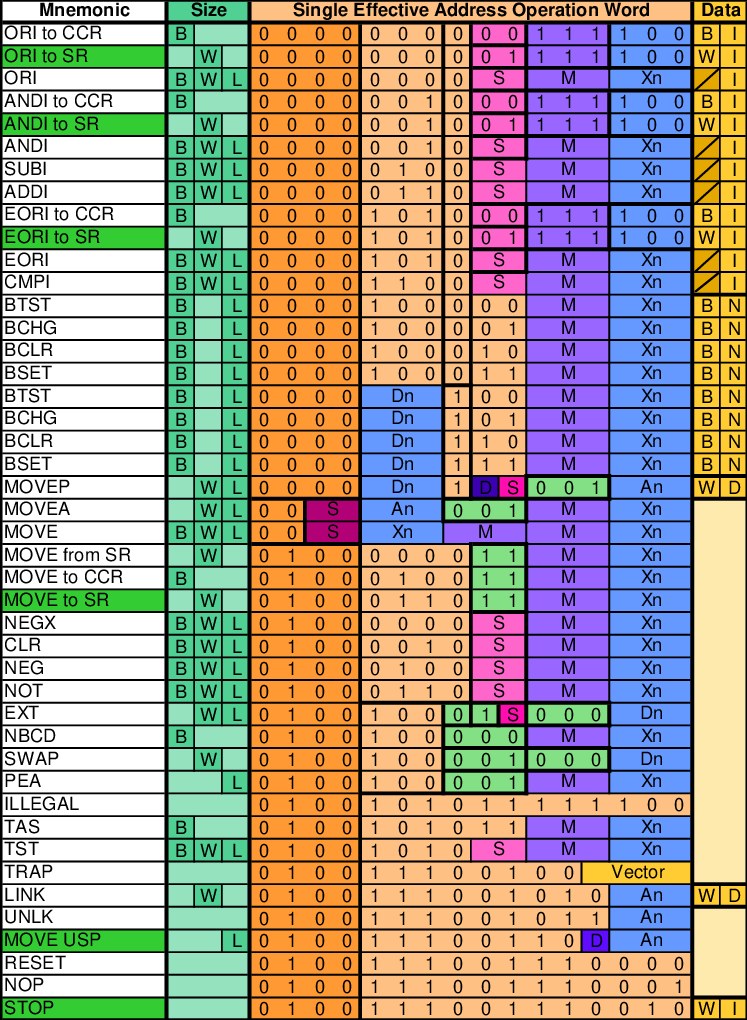 Mnemonic Size Single Effective Address Operation Word Data
ORI to CCR B 0 0 0 0 0 0 0 0 0 0 1 1 1 1 0 0 B I
ORI to SR W 0 0 0 0 0 0 0 0 0 1 1 1 1 1 0 0 W I
ORI B W L 0 0 0 0 0 0 0 0 S M Xn I
ANDI to CCR B 0 0 0 0 0 0 1 0 0 0 1 1 1 1 0 0 B I
ANDI to SR W 0 0 0 0 0 0 1 0 0 1 1 1 1 1 0 0 W I
ANDI B W L 0 0 0 0 0 0 1 0 S M Xn I
SUBI B W L 0 0 0 0 0 1 0 0 S M Xn I
ADDI B W L 0 0 0 0 0 1 1 0 S M Xn I
EORI to CCR B 0 0 0 0 1 0 1 0 0 0 1 1 1 1 0 0 B I
EORI to SR W 0 0 0 0 1 0 1 0 0 1 1 1 1 1 0 0 W I
EORI B W L 0 0 0 0 1 0 1 0 S M Xn I
CMPI B W L 0 0 0 0 1 1 0 0 S M Xn I
BTST B L 0 0 0 0 1 0 0 0 0 0 M Xn B N
BCHG B L 0 0 0 0 1 0 0 0 0 1 M Xn B N
BCLR B L 0 0 0 0 1 0 0 0 1 0 M Xn B N
BSET B L 0 0 0 0 1 0 0 0 1 1 M Xn B N
BTST B L 0 0 0 0 Dn 1 0 0 M Xn B N
BCHG B L 0 0 0 0 Dn 1 0 1 M Xn B N
BCLR B L 0 0 0 0 Dn 1 1 0 M Xn B N
BSET B L 0 0 0 0 Dn 1 1 1 M Xn B N
MOVEP W L 0 0 0 0 Dn 1 D S 0 0 1 An W D
MOVEA W L 0 0 S An 0 0 1 M Xn
MOVE B W L 0 0 S Xn M M Xn
MOVE from SR W 0 1 0 0 0 0 0 0 1 1 M Xn
MOVE to CCR B 0 1 0 0 0 1 0 0 1 1 M Xn
MOVE to SR W 0 1 0 0 0 1 1 0 1 1 M Xn
NEGX B W L 0 1 0 0 0 0 0 0 S M Xn
CLR B W L 0 1 0 0 0 0 1 0 S M Xn
NEG B W L 0 1 0 0 0 1 0 0 S M Xn
NOT B W L 0 1 0 0 0 1 1 0 S M Xn
EXT W L 0 1 0 0 1 0 0 0 1 S 0 0 0 Dn
NBCD B 0 1 0 0 1 0 0 0 0 0 M Xn
SWAP W 0 1 0 0 1 0 0 0 0 1 0 0 0 Dn
PEA L 0 1 0 0 1 0 0 0 0 1 M Xn
ILLEGAL 0 1 0 0 1 0 1 0 1 1 1 1 1 1 0 0
TAS B 0 1 0 0 1 0 1 0 1 1 M Xn
TST B W L 0 1 0 0 1 0 1 0 S M Xn
TRAP 0 1 0 0 1 1 1 0 0 1 0 0 Vector
LINK W 0 1 0 0 1 1 1 0 0 1 0 1 0 An W D
UNLK 0 1 0 0 1 1 1 0 0 1 0 1 1 An
MOVE USP L 0 1 0 0 1 1 1 0 0 1 1 0 D An
RESET 0 1 0 0 1 1 1 0 0 1 1 1 0 0 0 0
NOP 0 1 0 0 1 1 1 0 0 1 1 1 0 0 0 1
STOP 0 1 0 0 1 1 1 0 0 1 1 1 0 0 1 0 W I